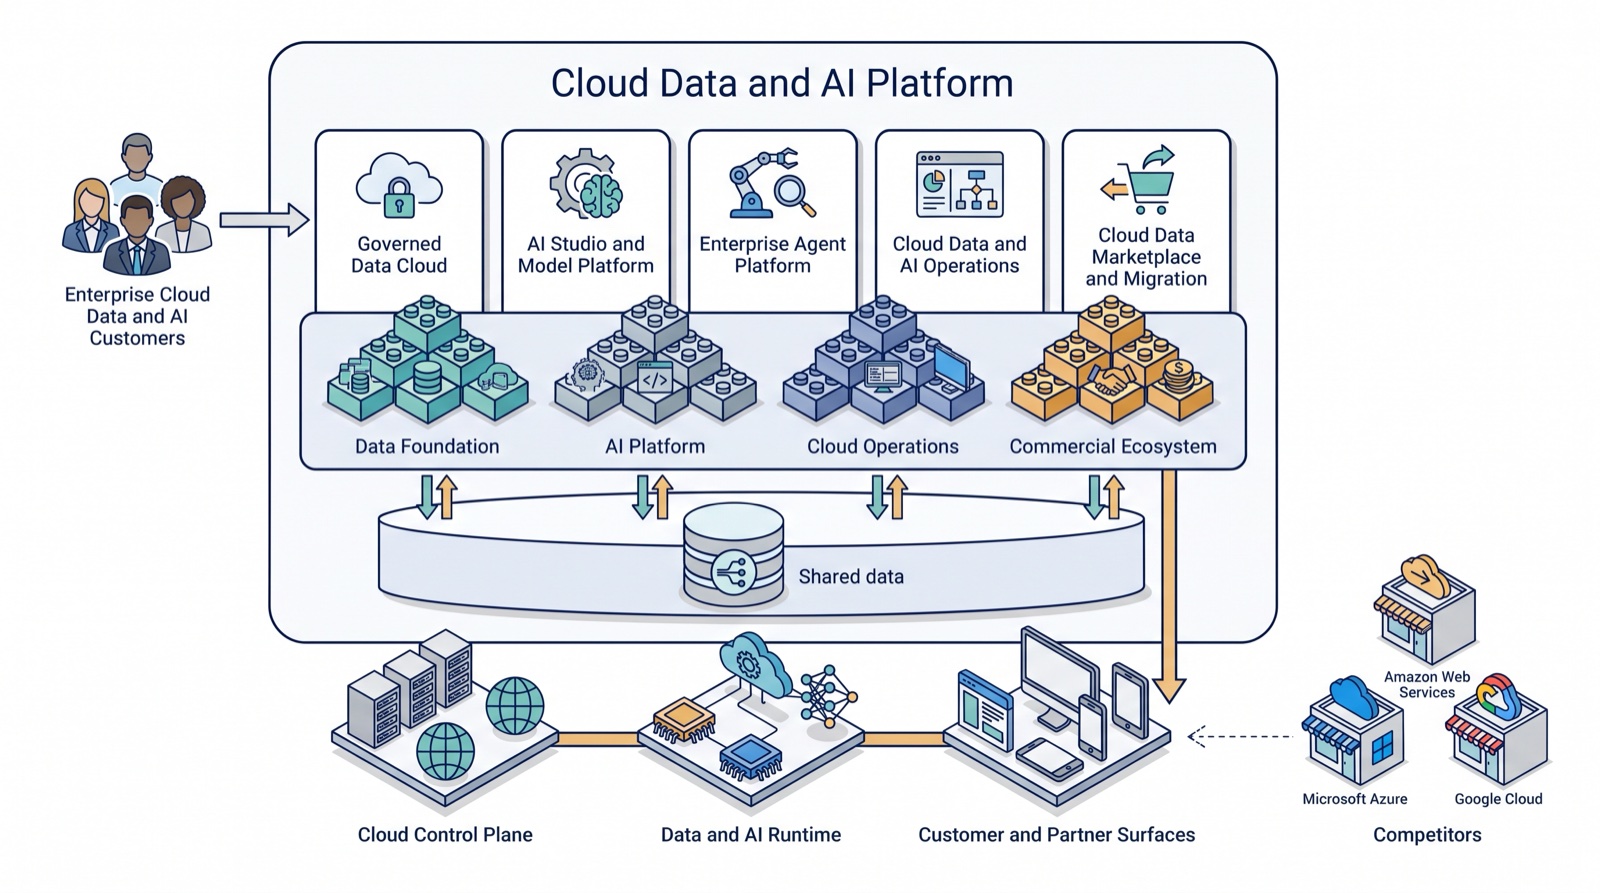 Cloud Data and AI Platform
Enterprise Cloud
Data and AI
Customers
Governed
Data Cloud
AI Studio and
Model Platform
Enterprise Agent
Platform
Cloud Data and
AI Operations
Cloud Data
Marketplace
and Migration
</>
$
Data Foundation
AI Platform
Cloud Operations
Commercial Ecosystem
Shared data
Amazon Web
Services
Microsoft Azure
Google Cloud
Cloud Control Plane
Data and AI Runtime
Customer and Partner Surfaces
Competitors